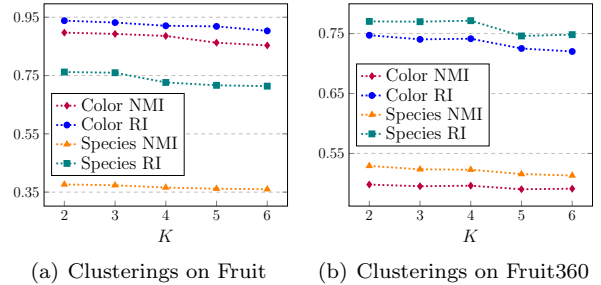 0.95
0.75
0.55
0.35
Color NMI
Color RI
Species NMI
Species RI
2 3 4 5 6
K
(a) Clusterings on Fruit
0.75
0.65
0.55
Color NMI
Color RI
Species NMI
Species RI
2 3 4 5 6
K
(b) Clusterings on Fruit360